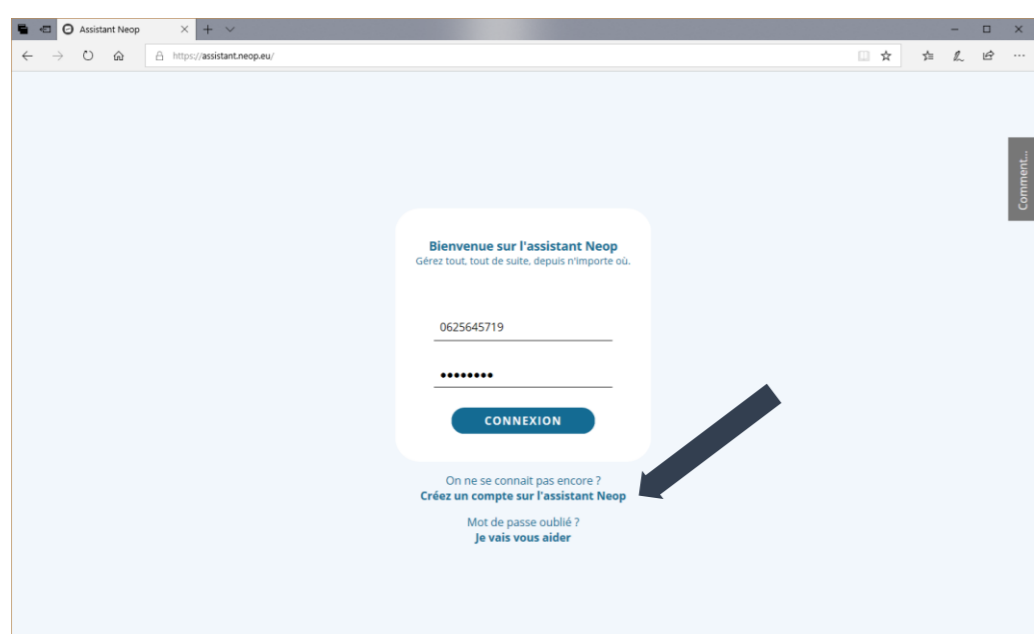 Assistant Neop
https://assistant.neop.eu/
Comment...
Bienvenue sur l'assistant Neop
Gérez tout, tout de suite, depuis n'importe où.
0625645719
••••••••
CONNEXION
On ne se connait pas encore ?
Créez un compte sur l'assistant Neop
Mot de passe oublié ?
Je vais vous aider